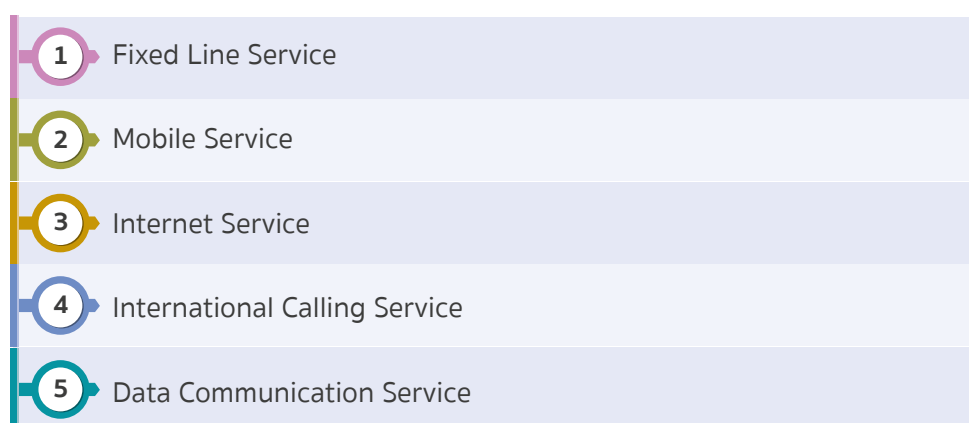 1 Fixed Line Service
2 Mobile Service
3 Internet Service
4 International Calling Service
5 Data Communication Service